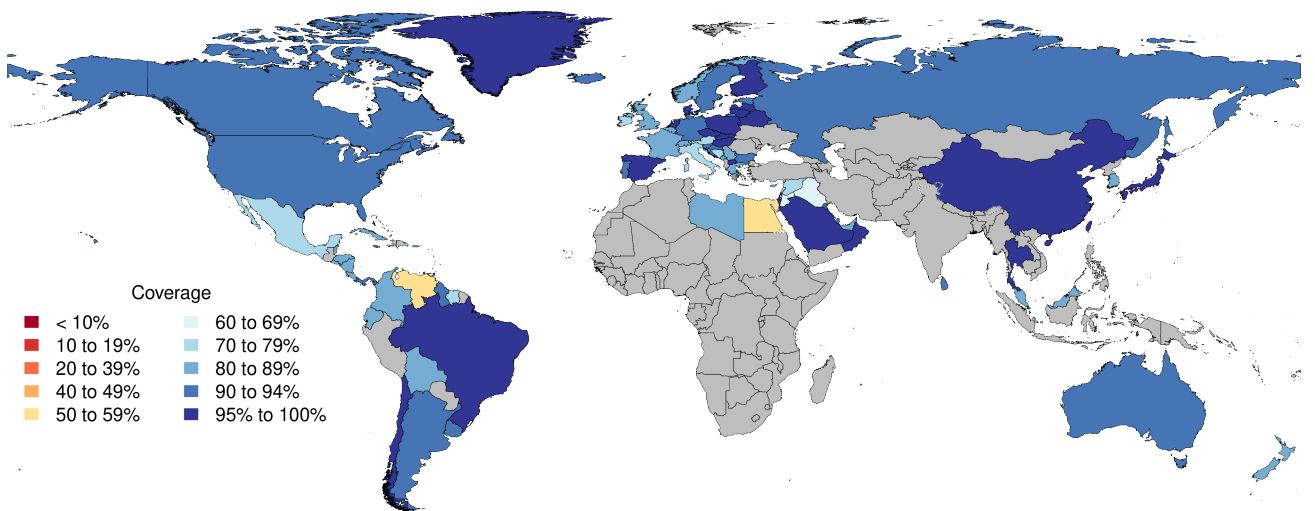 Coverage
< 10%
10 to 19%
20 to 39%
40 to 49%
50 to 59%
60 to 69%
70 to 79%
80 to 89%
90 to 94%
95% to 100%